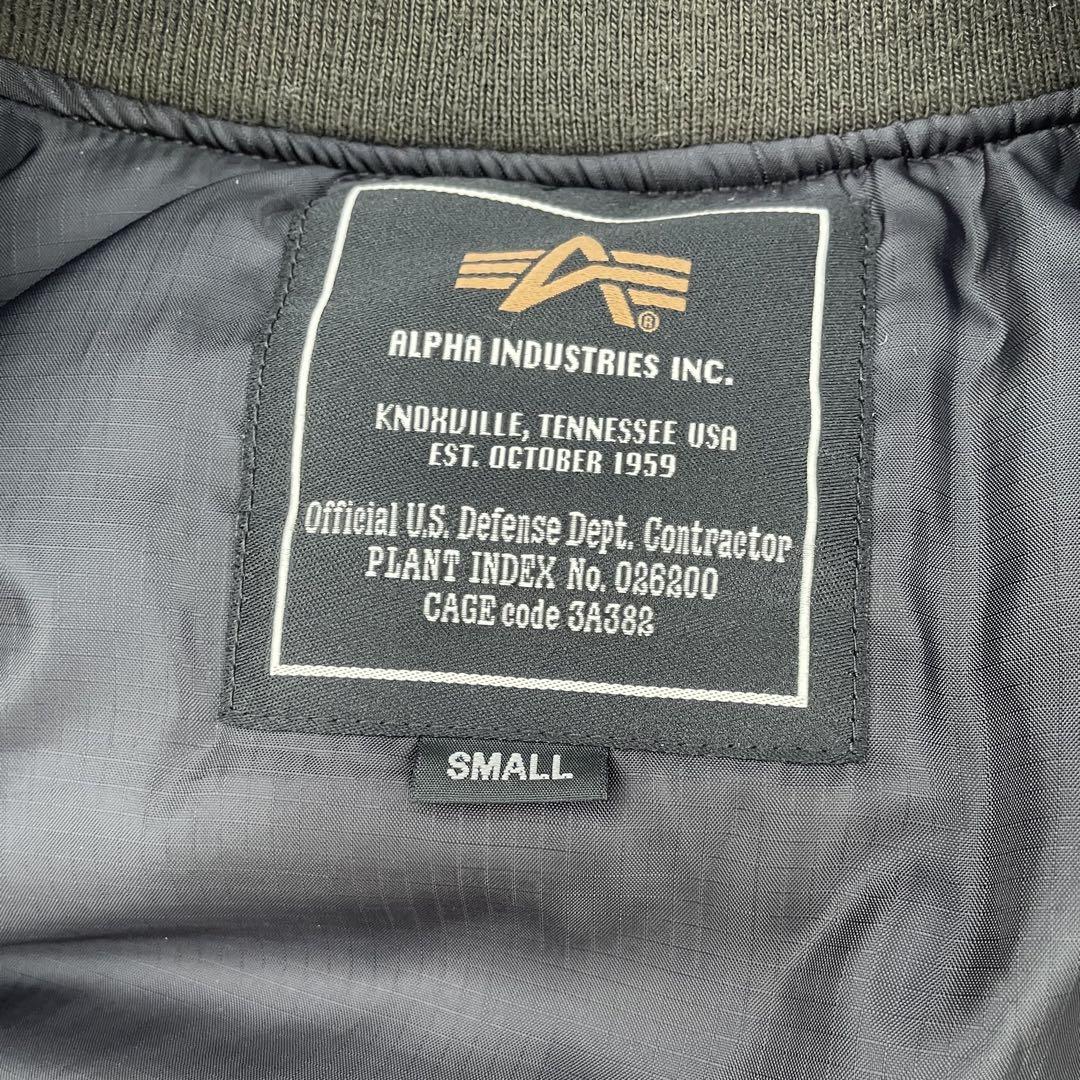 ®
ALPHA INDUSTRIES INC.
KNOXVILLE, TENNESSEE USA
EST. OCTOBER 1959
Official U.S. Defense Dept. Contractor
PLANT INDEX No. 026200
CAGE code 3A382
SMALL